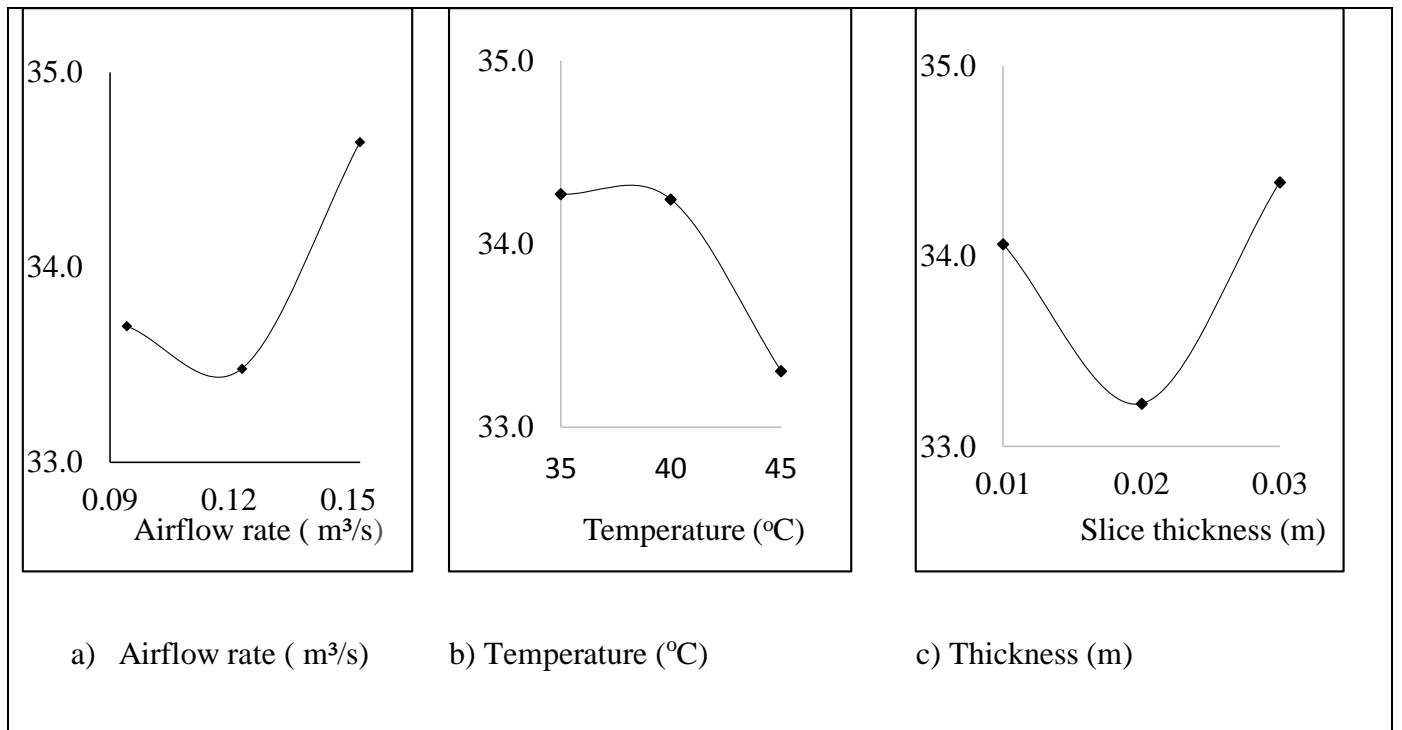 35.0
34.0
33.0
0.09 0.12 0.15
Airflow rate ( m³/s)
35.0
34.0
33.0
35 40 45
Temperature (ᵒC)
35.0
34.0
33.0
0.01 0.02 0.03
Slice thickness (m)
a) Airflow rate ( m³/s) b) Temperature (ᵒC) c) Thickness (m)